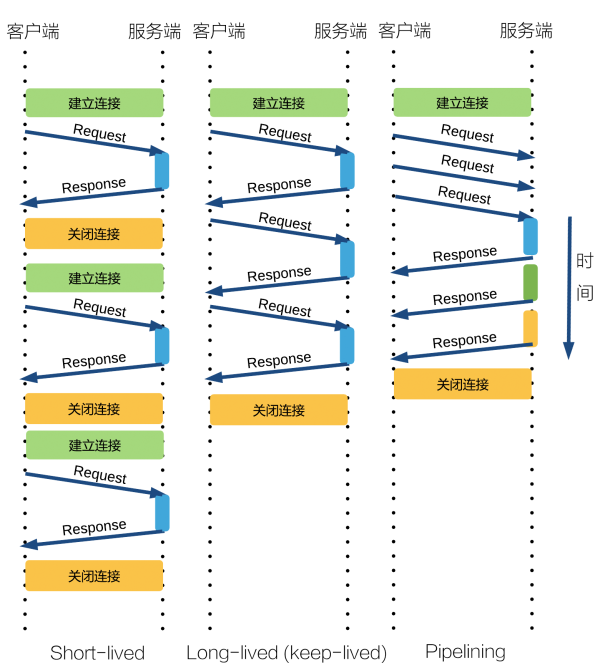 客户端 服务端 客户端 服务端 客户端 服务端
建立连接
Request
Response
关闭连接
建立连接
Request
Response
关闭连接
建立连接
Request
Response
关闭连接
Short-lived
建立连接
Request
Response
Request
Response
Request
Response
关闭连接
Long-lived (keep-lived)
建立连接
Request
Request
Request
Response
Response
Response
关闭连接
时间
Pipelining